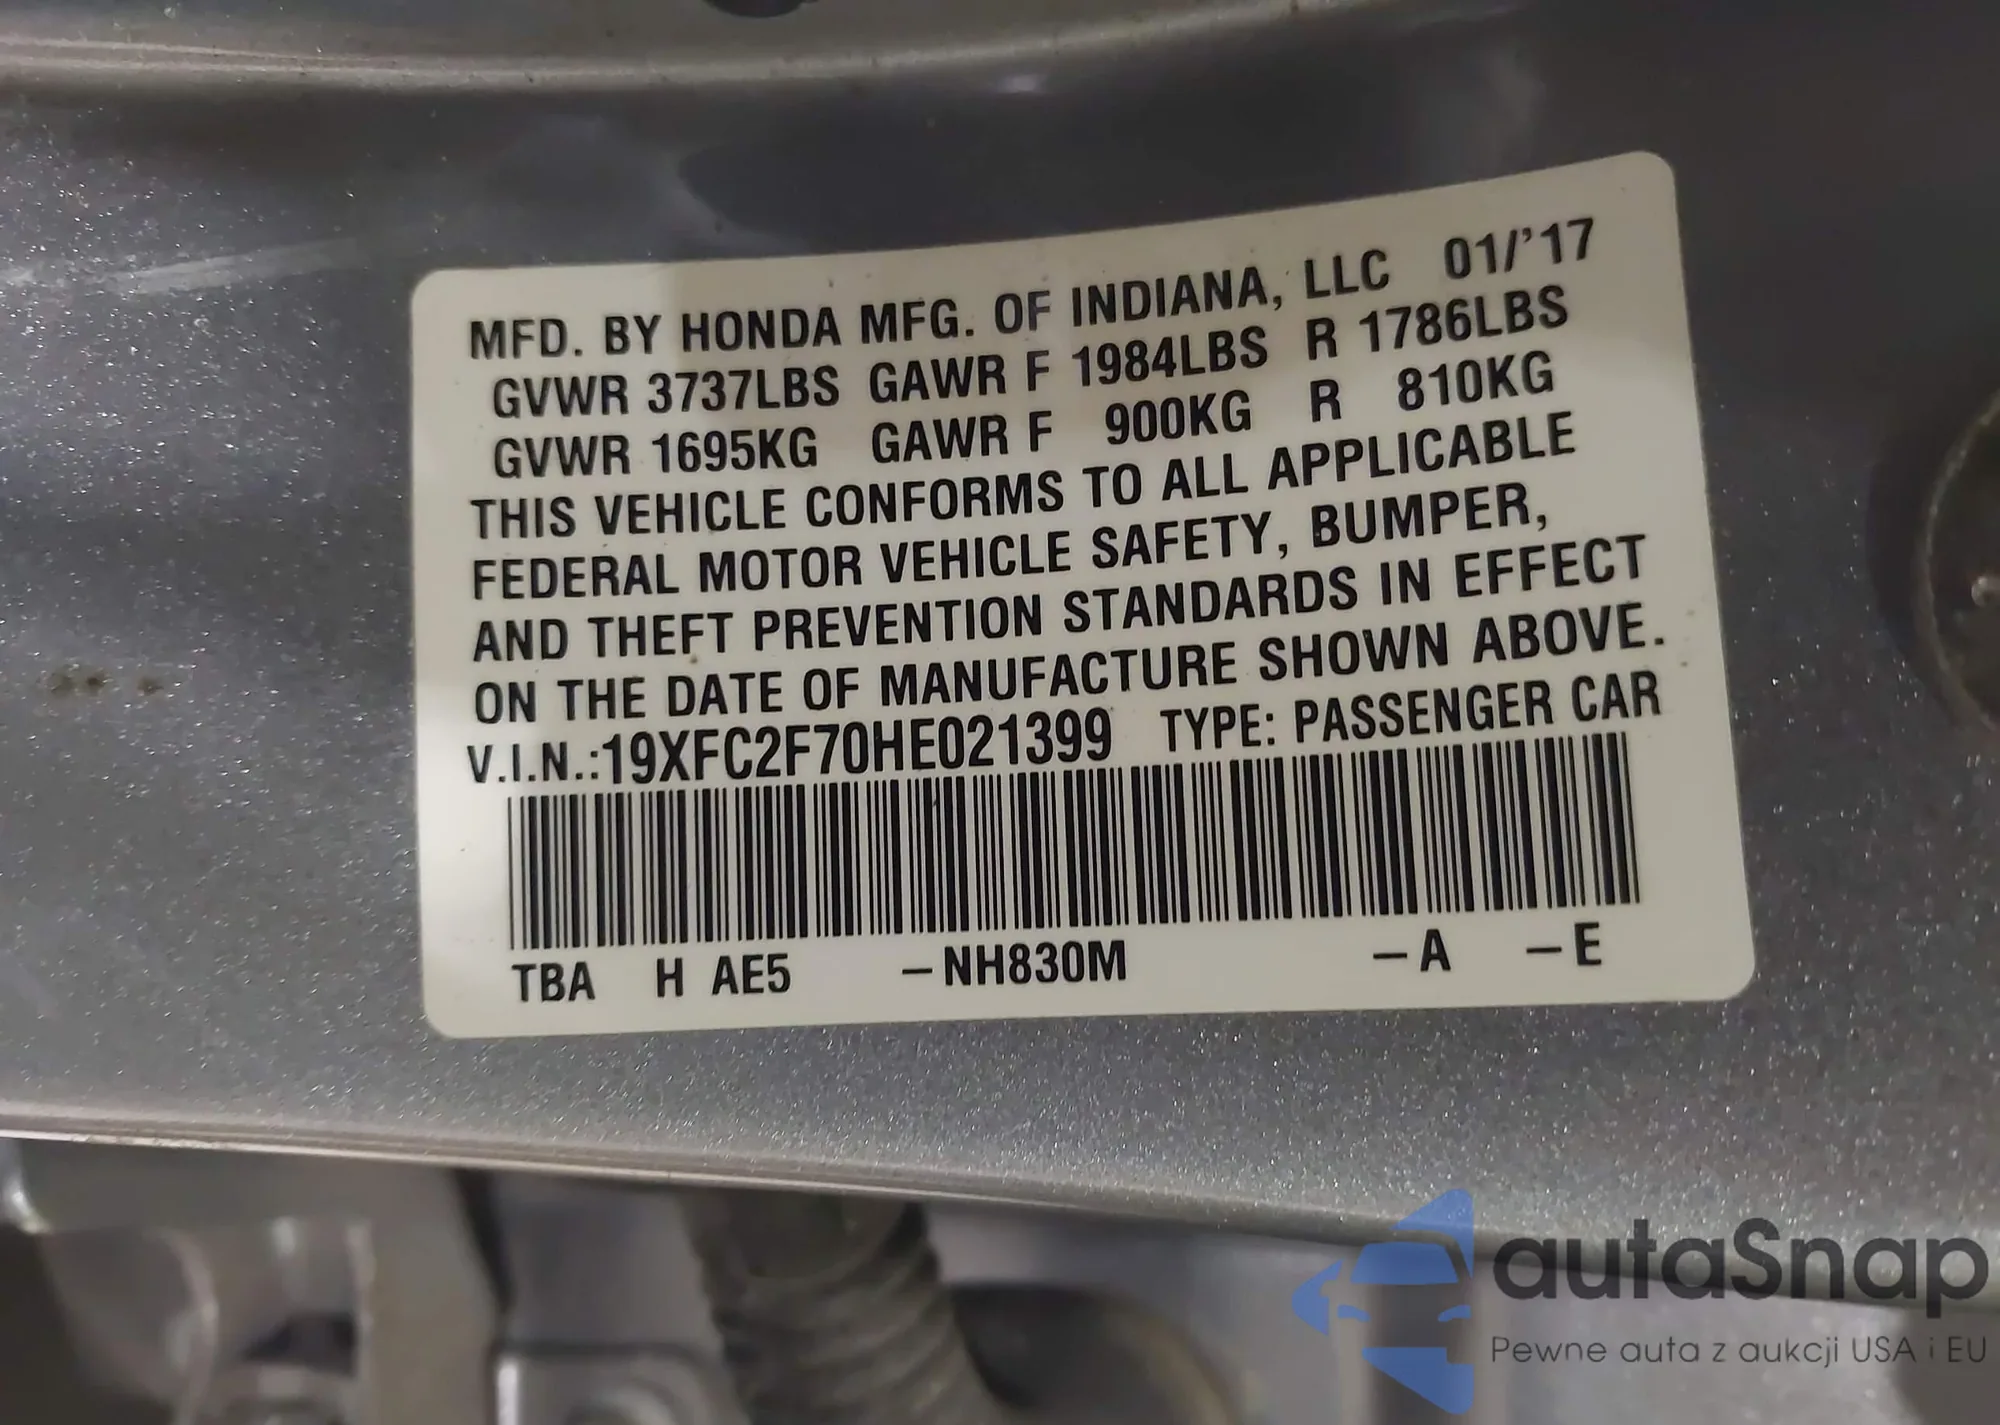 MFD. BY HONDA MFG. OF INDIANA, LLC 01/'17
GVWR 3737LBS GAWR F 1984LBS R 1786LBS
GVWR 1695KG GAWR F 900KG R 810KG
THIS VEHICLE CONFORMS TO ALL APPLICABLE
FEDERAL MOTOR VEHICLE SAFETY, BUMPER,
AND THEFT PREVENTION STANDARDS IN EFFECT
ON THE DATE OF MANUFACTURE SHOWN ABOVE.
V.I.N.:19XFC2F70HE021399 TYPE: PASSENGER CAR
TBA H AE5 –NH830M –A –E
autaSnap
Pewne auta z aukcji USA i EU